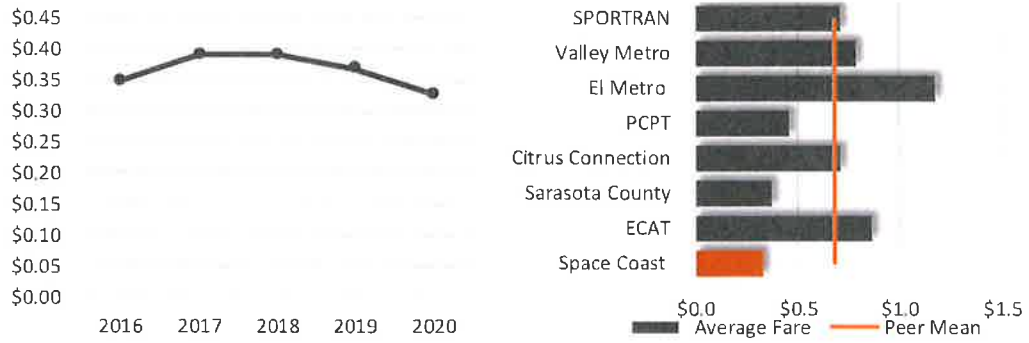 $0.45
$0.40
$0.35
$0.30
$0.25
$0.20
$0.15
$0.10
$0.05
$0.00
2016 2017 2018 2019 2020
SPORTRAN
Valley Metro
El Metro
PCPT
Citrus Connection
Sarasota County
ECAT
Space Coast
$0.0 $0.5 $1.0 $1.5
Average Fare Peer Mean